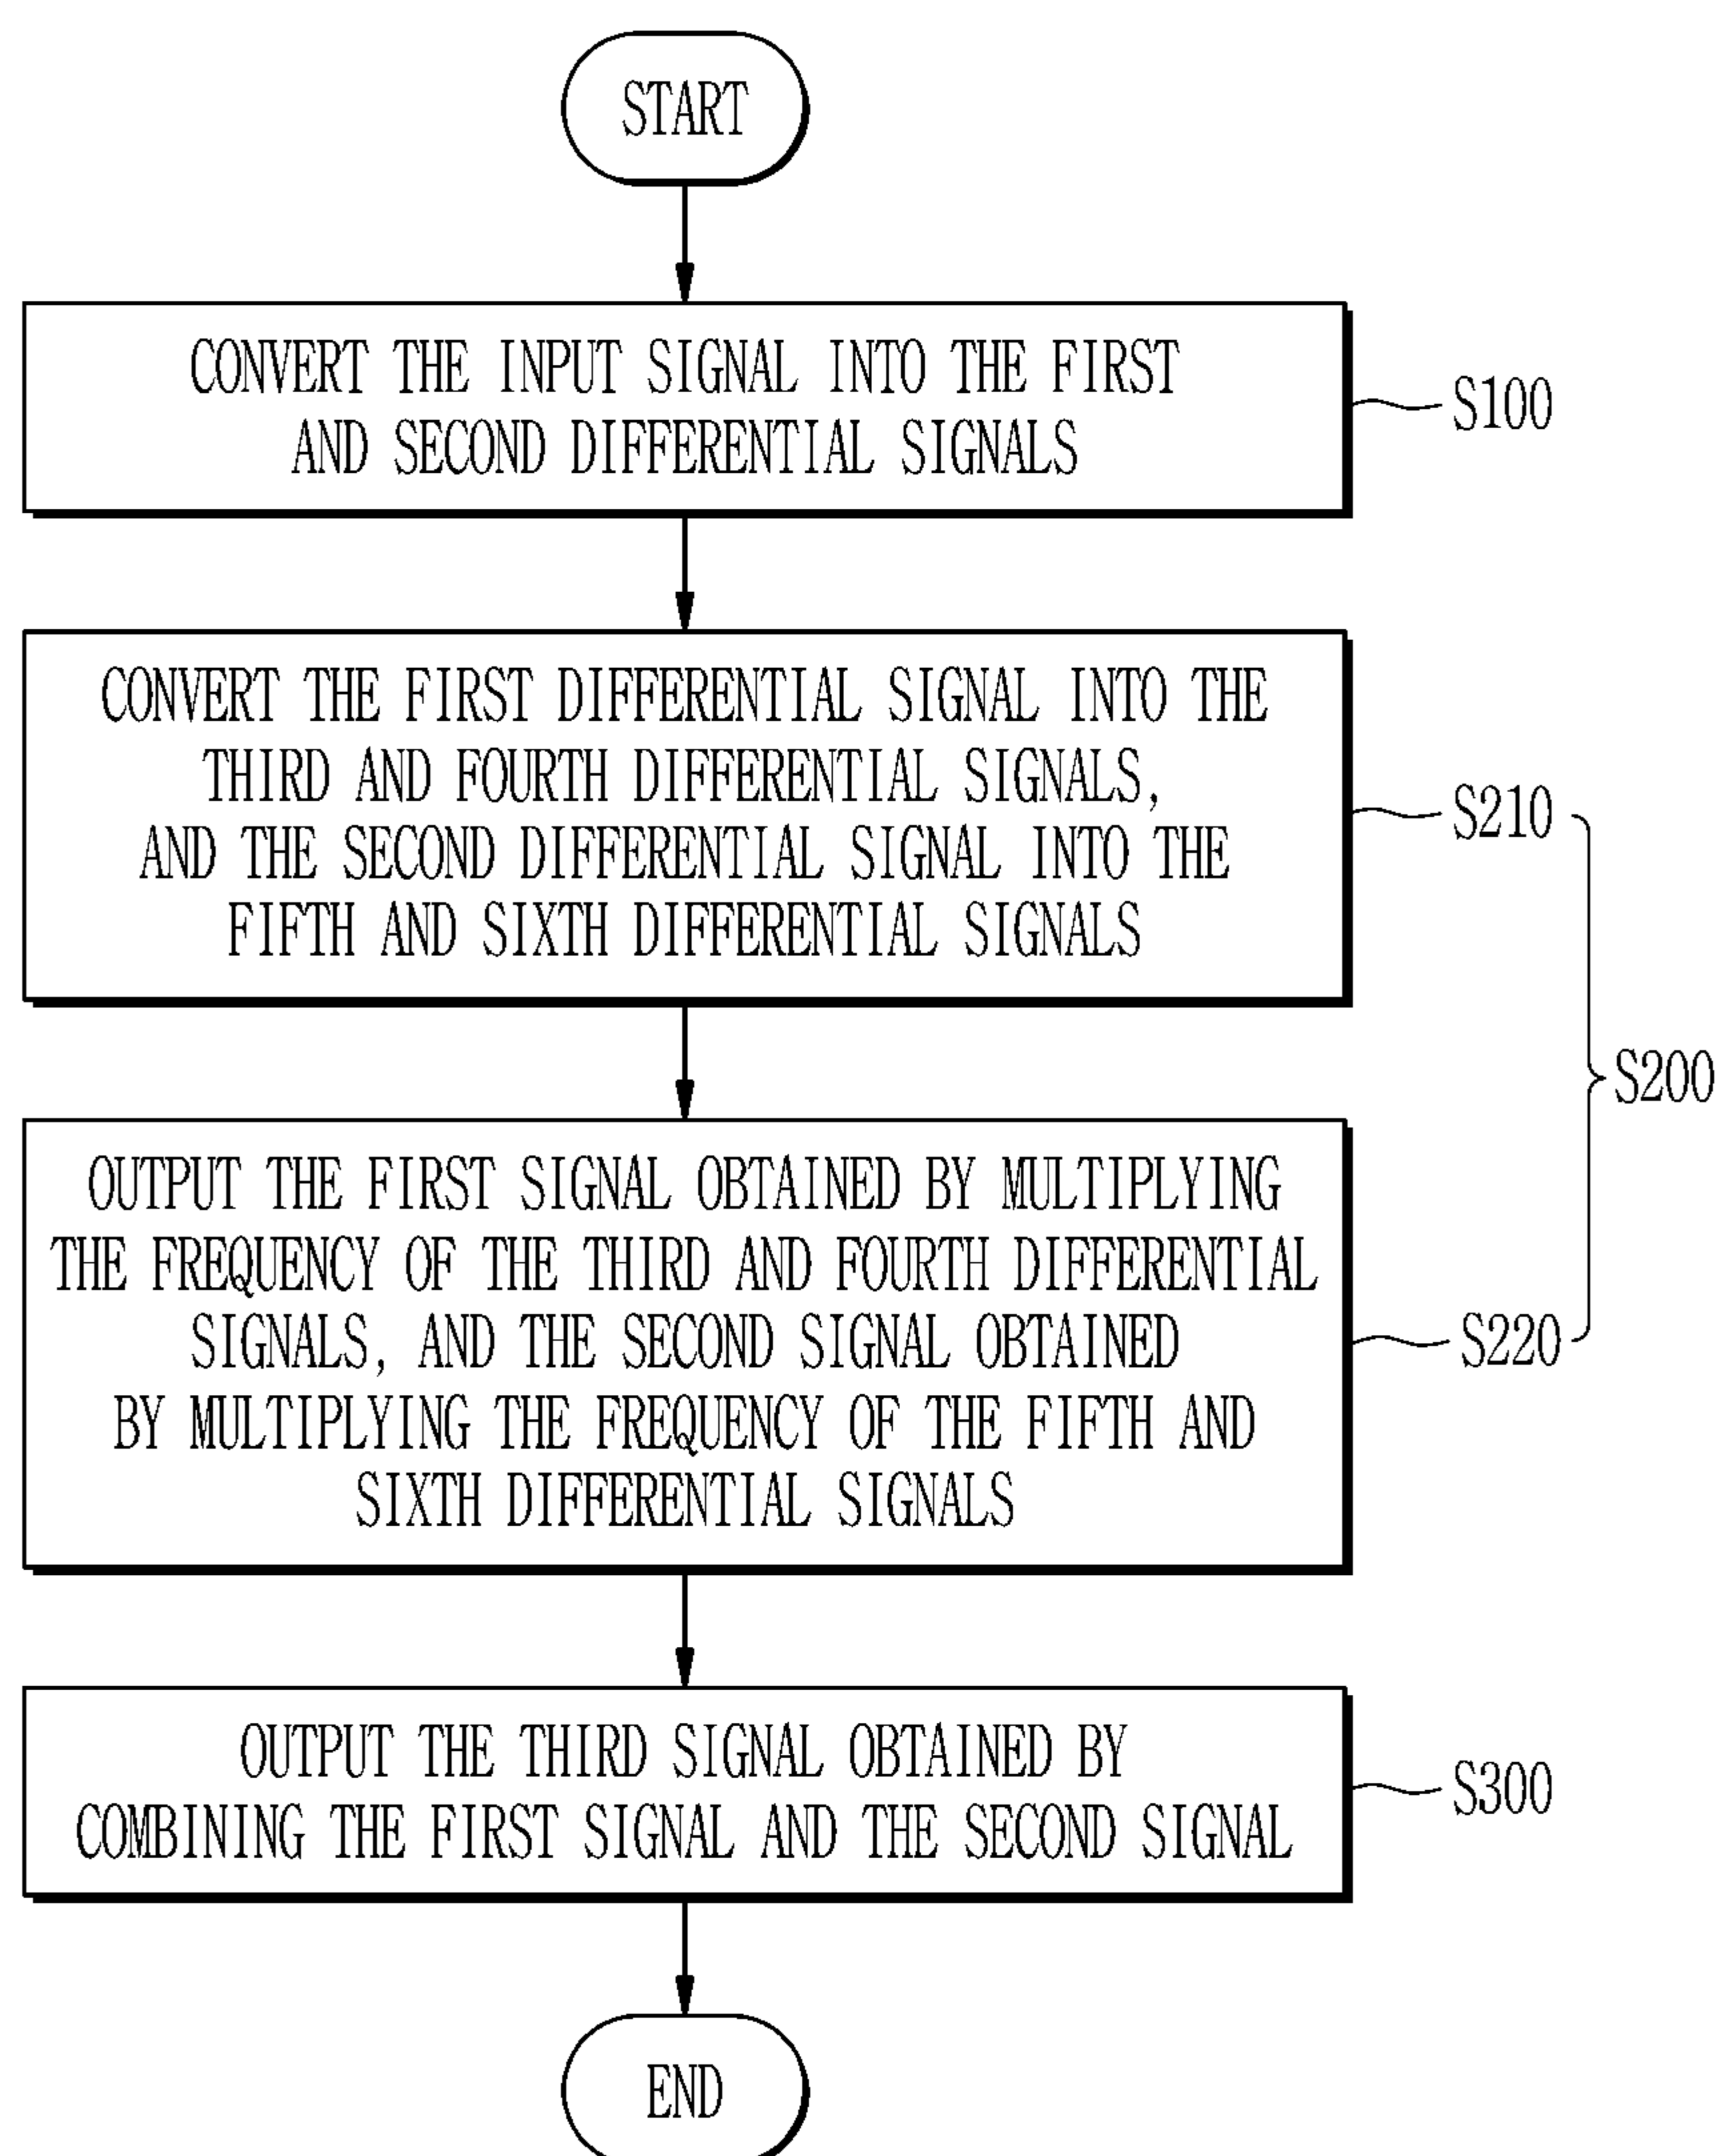 START
CONVERT THE INPUT SIGNAL INTO THE FIRST
AND SECOND DIFFERENTIAL SIGNALS
S100
CONVERT THE FIRST DIFFERENTIAL SIGNAL INTO THE
THIRD AND FOURTH DIFFERENTIAL SIGNALS,
AND THE SECOND DIFFERENTIAL SIGNAL INTO THE
FIFTH AND SIXTH DIFFERENTIAL SIGNALS
S210
S200
OUTPUT THE FIRST SIGNAL OBTAINED BY MULTIPLYING
THE FREQUENCY OF THE THIRD AND FOURTH DIFFERENTIAL
SIGNALS, AND THE SECOND SIGNAL OBTAINED
BY MULTIPLYING THE FREQUENCY OF THE FIFTH AND
SIXTH DIFFERENTIAL SIGNALS
S220
OUTPUT THE THIRD SIGNAL OBTAINED BY
COMBINING THE FIRST SIGNAL AND THE SECOND SIGNAL
S300
END